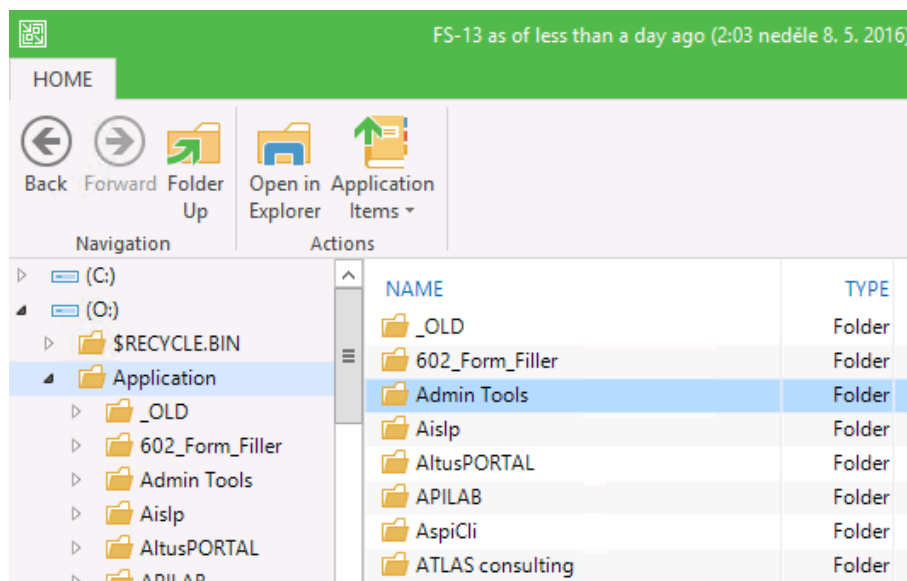 FS-13 as of less than a day ago (2:03 neděle 8. 5. 2016)
HOME
Back Forward Folder Up
Open in Explorer Application Items
Navigation Actions
(C:)
(O:)
$RECYCLE.BIN
Application
_OLD
602_Form_Filler
Admin Tools
Aislp
AltusPORTAL
APILAB
NAME TYPE
_OLD Folder
602_Form_Filler Folder
Admin Tools Folder
Aislp Folder
AltusPORTAL Folder
APILAB Folder
AspiCli Folder
ATLAS consulting Folder